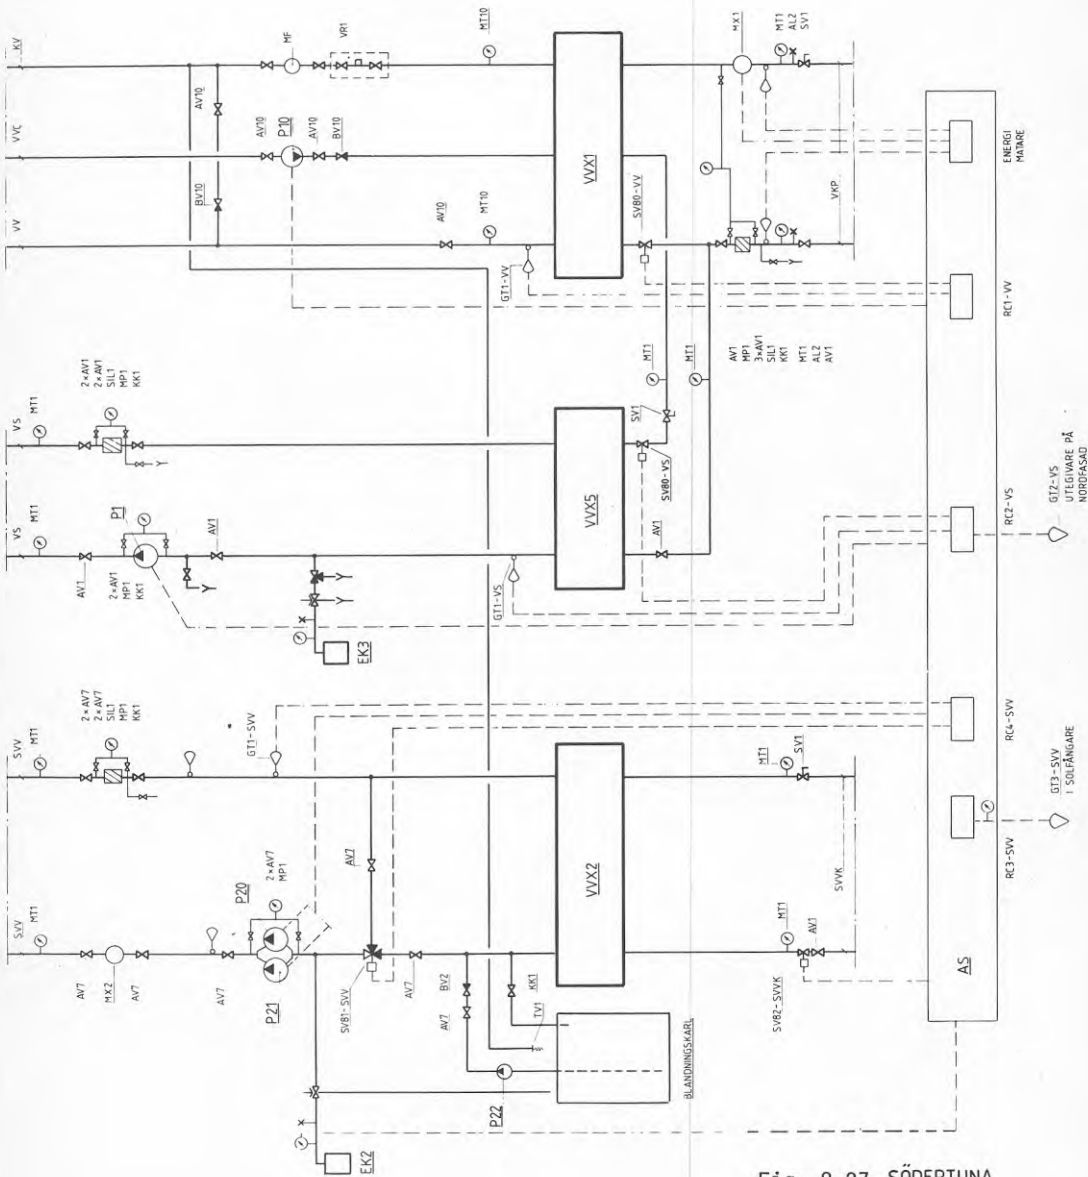 KV
VVC
VV
AV10
BV10
MF
VR1
AV10
P10
AV10
BV10
MT10
MT10
AV10
GT1-VV
VVX1
SV80-VV
MX1
MT1
AL2
SV1
VKP
ENERGI
MÄTARE
RC1-VV
AV1
MP1
3×AV1
SIL1
KK1
MT1
AL2
AV1
VS
MT1
2×AV1
2×AV1
SIL1
MP1
KK1
VS
MT1
P1
AV1
AV1
2×AV1
MP1
KK1
EK3
GT1-VS
VVX5
MT1
MT1
SV1
SV80-VS
AV1
RC2-VS
GT2-VS
UTEGIVARE PÅ
NORDFASAD
SVV
MT1
2×AV7
2×AV7
SIL1
MP1
KK1
GT1-SVV
SVV
MT1
AV7
MX2
AV7
AV7
P20
2×AV7
MP1
P21
AV7
SV81-SVV
AV7
BV2
AV7
KK1
TV1
P22
EK2
BLANDNINGSKÄRL
VVX2
MT1
SV1
SVVK
MT1
AV1
SV82-SVVK
RC4-SVV
RC3-SVV
GT3-SVV
I SOLFÅNGARE
AS
SÖDERTUNA